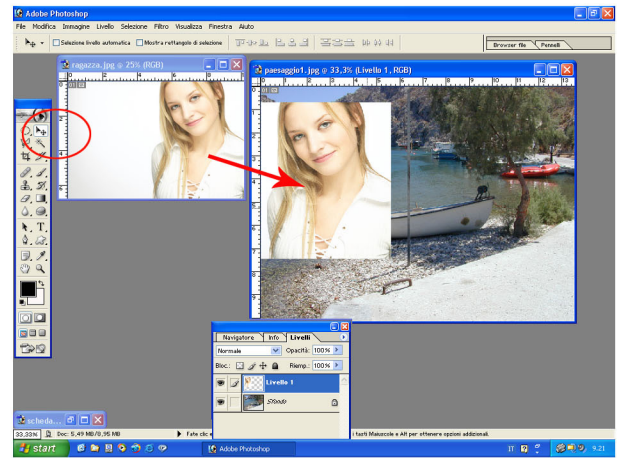 Adobe Photoshop
File Modifica Immagine Livello Selezione Filtro Visualizza Finestra Aiuto
Selezione livello automatica Mostra rettangolo di selezione
Browser file Pennelli
ragazza.jpg @ 25% (RGB)
paesaggio1.jpg @ 33,3% (Livello 1, RGB)
Navigatore Info Livelli
Normale Opacità: 100%
Bloc.: Riemp.: 100%
Livello 1
Sfondo
scheda...
33,33% Doc: 5,49 MB/8,95 MB Fate clic e i tasti Maiuscole e Alt per ottenere opzioni addizionali.
start Adobe Photoshop IT 9.21